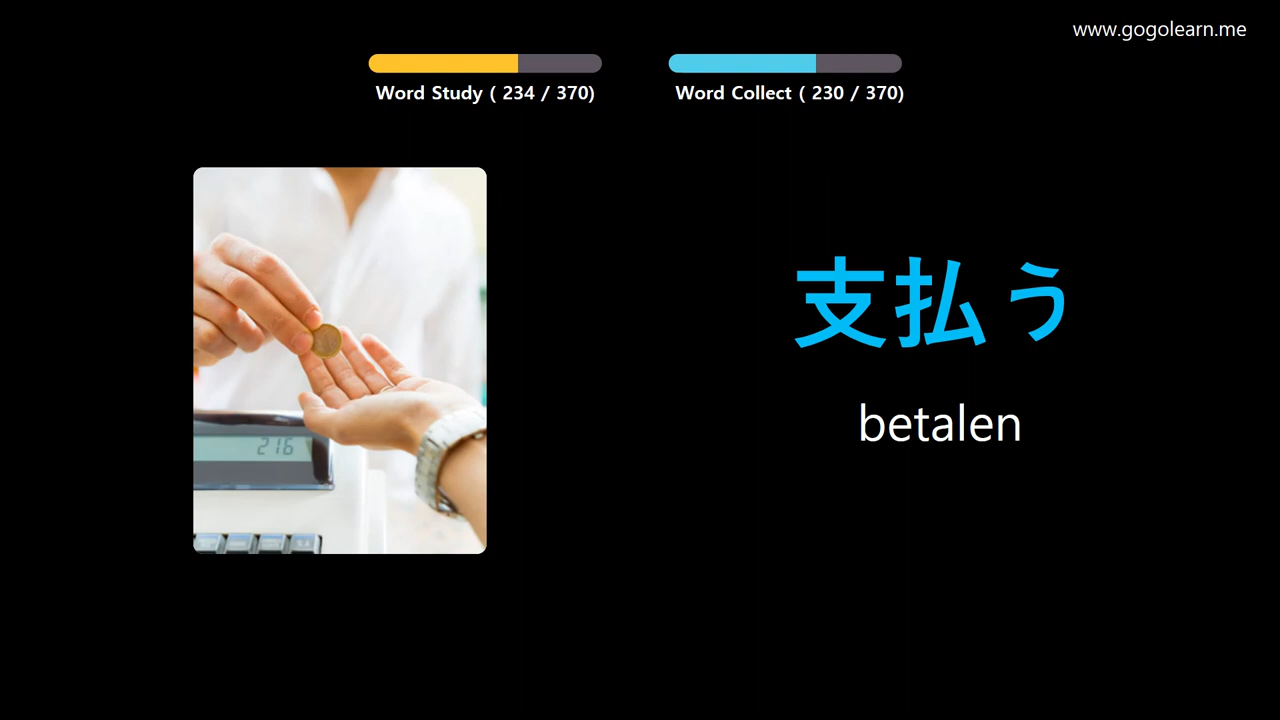 www.gogolearn.me
Word Study ( 234 / 370)
Word Collect ( 230 / 370)
支払う
betalen
216